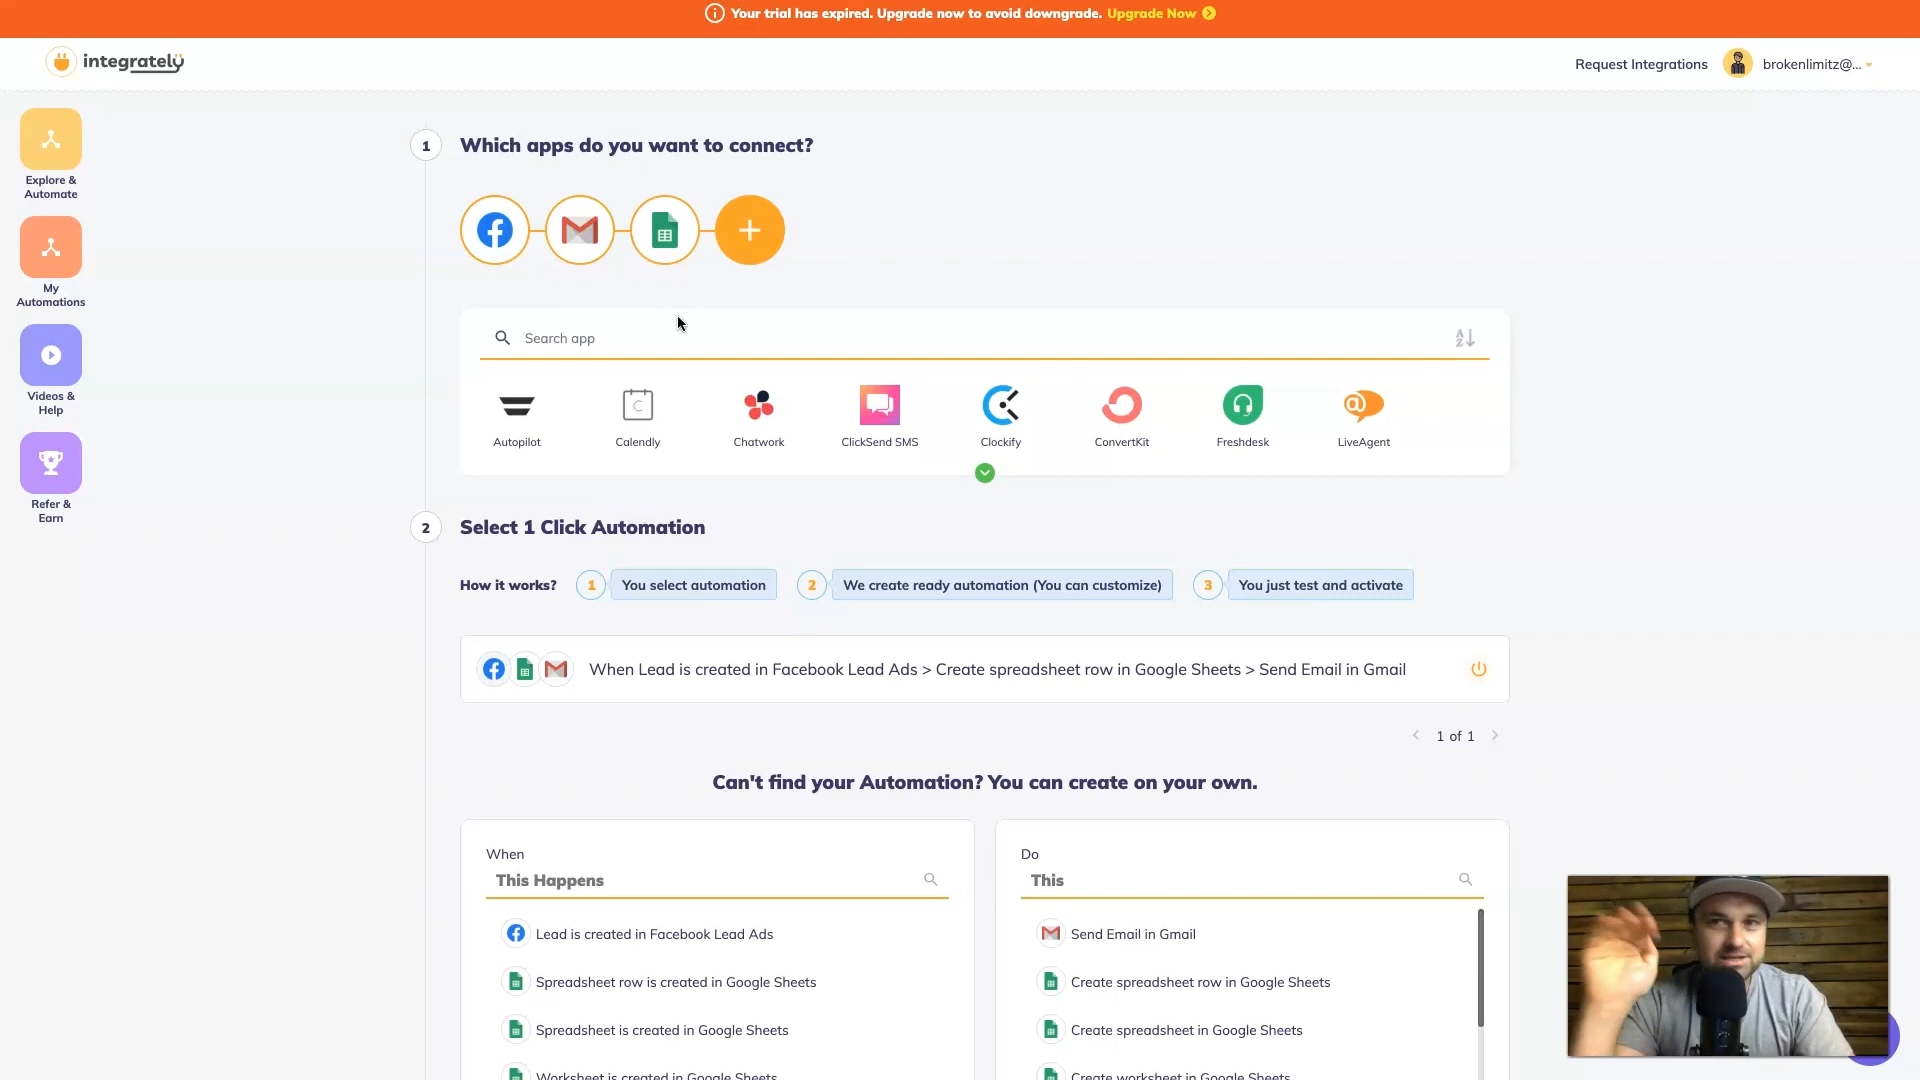 Your trial has expired. Upgrade now to avoid downgrade. Upgrade Now
integrately
Request Integrations
brokenlimitz@...
Explore &
Automate
My
Automations
Videos &
Help
Refer &
Earn
1
Which apps do you want to connect?
Search app
A
Z
Autopilot
Calendly
Chatwork
ClickSend SMS
Clockify
ConvertKit
Freshdesk
LiveAgent
2
Select 1 Click Automation
How it works?
1
You select automation
2
We create ready automation (You can customize)
3
You just test and activate
When Lead is created in Facebook Lead Ads > Create spreadsheet row in Google Sheets > Send Email in Gmail
1 of 1
Can't find your Automation? You can create on your own.
When
This Happens
Lead is created in Facebook Lead Ads
Spreadsheet row is created in Google Sheets
Spreadsheet is created in Google Sheets
Worksheet is created in Google Sheets
Do
This
Send Email in Gmail
Create spreadsheet row in Google Sheets
Create spreadsheet in Google Sheets
Create worksheet in Google Sheets